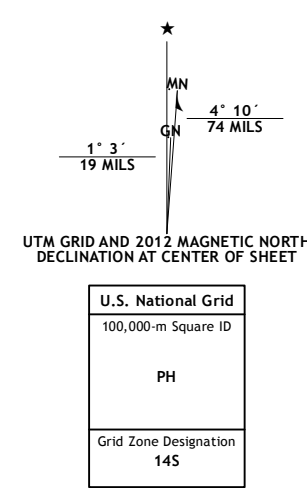 ★
MN
GN
4° 10´
74 MILS
1° 3´
19 MILS
UTM GRID AND 2012 MAGNETIC NORTH
DECLINATION AT CENTER OF SHEET
U.S. National Grid
100,000-m Square ID
PH
Grid Zone Designation
14S